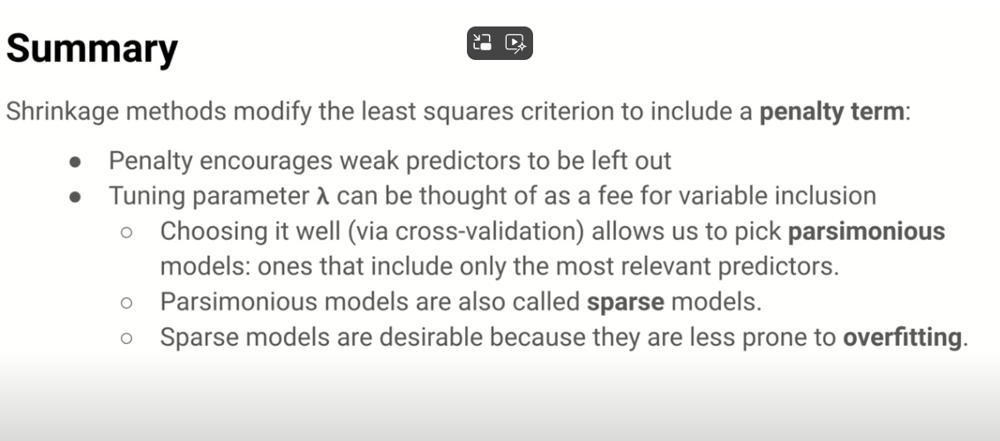 Summary
Shrinkage methods modify the least squares criterion to include a penalty term:
● Penalty encourages weak predictors to be left out
● Tuning parameter λ can be thought of as a fee for variable inclusion
○ Choosing it well (via cross-validation) allows us to pick parsimonious
models: ones that include only the most relevant predictors.
○ Parsimonious models are also called sparse models.
○ Sparse models are desirable because they are less prone to overfitting.